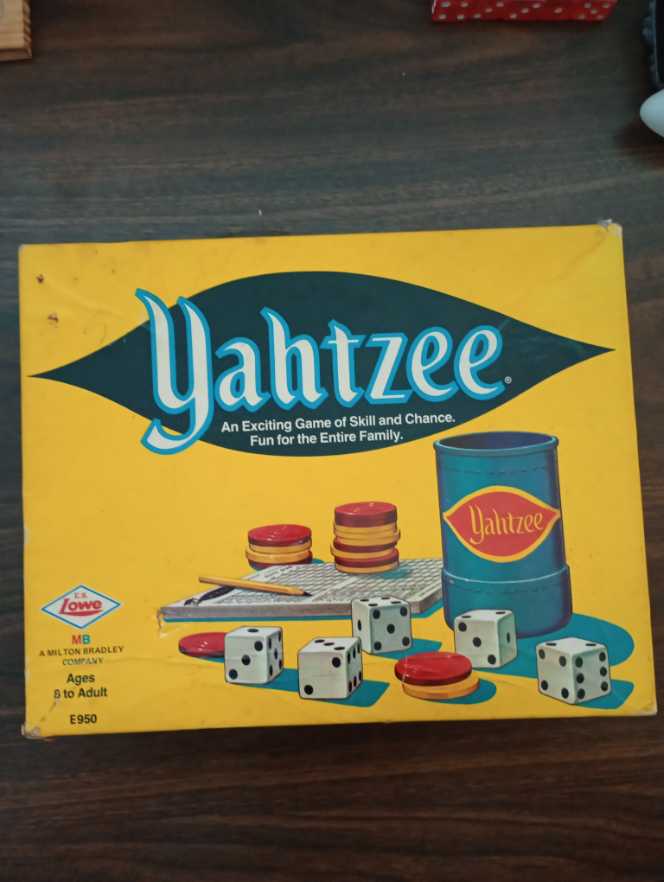 Yahtzee®
An Exciting Game of Skill and Chance.
Fun for the Entire Family.
Yahtzee
E.S.
Lowe
MB
A MILTON BRADLEY
COMPANY
Ages
8 to Adult
E950